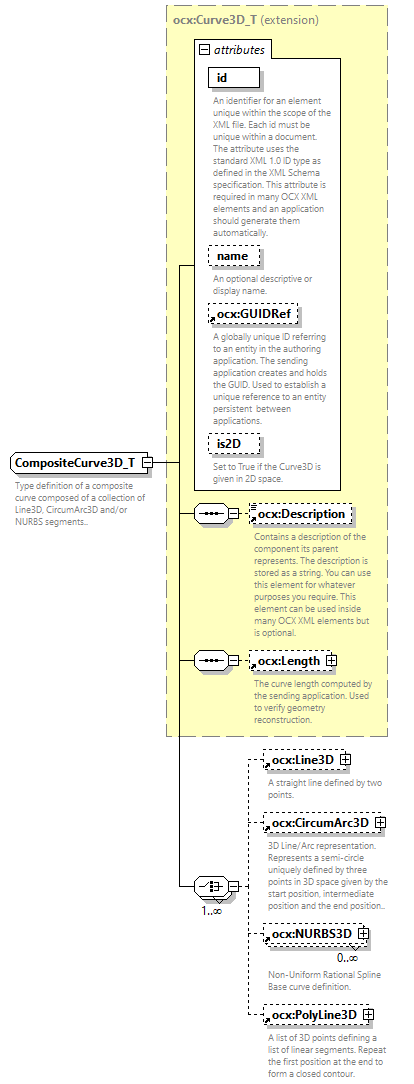 ocx:Curve3D_T (extension)
attributes
id
An identifier for an element
unique within the scope of the
XML file. Each id must be
unique within a document.
The attribute uses the
standard XML 1.0 ID type as
defined in the XML Schema
specification. This attribute is
required in many OCX XML
elements and an application
should generate them
automatically.
name
An optional descriptive or
display name.
ocx:GUIDRef
A globally unique ID referring
to an entity in the authoring
application. The sending
application creates and holds
the GUID. Used to establish a
unique reference to an entity
persistent between
applications.
is2D
Set to True if the Curve3D is
given in 2D space.
CompositeCurve3D_T
Type definition of a composite
curve composed of a collection of
Line3D, CircumArc3D and/or
NURBS segments..
ocx:Description
Contains a description of the
component its parent
represents. The description is
stored as a string. You can use
this element for whatever
purposes you require. This
element can be used inside
many OCX XML elements but
is optional.
ocx:Length
The curve length computed by
the sending application. Used
to verify geometry
reconstruction.
ocx:Line3D
A straight line defined by two
points.
ocx:CircumArc3D
3D Line/Arc representation.
Represents a semi-circle
uniquely defined by three
points in 3D space given by the
start position, intermediate
position and the end position..
1..∞
ocx:NURBS3D
0..∞
Non-Uniform Rational Spline
Base curve definition.
ocx:PolyLine3D
A list of 3D points defining a
list of linear segments. Repeat
the first position at the end to
form a closed contour.